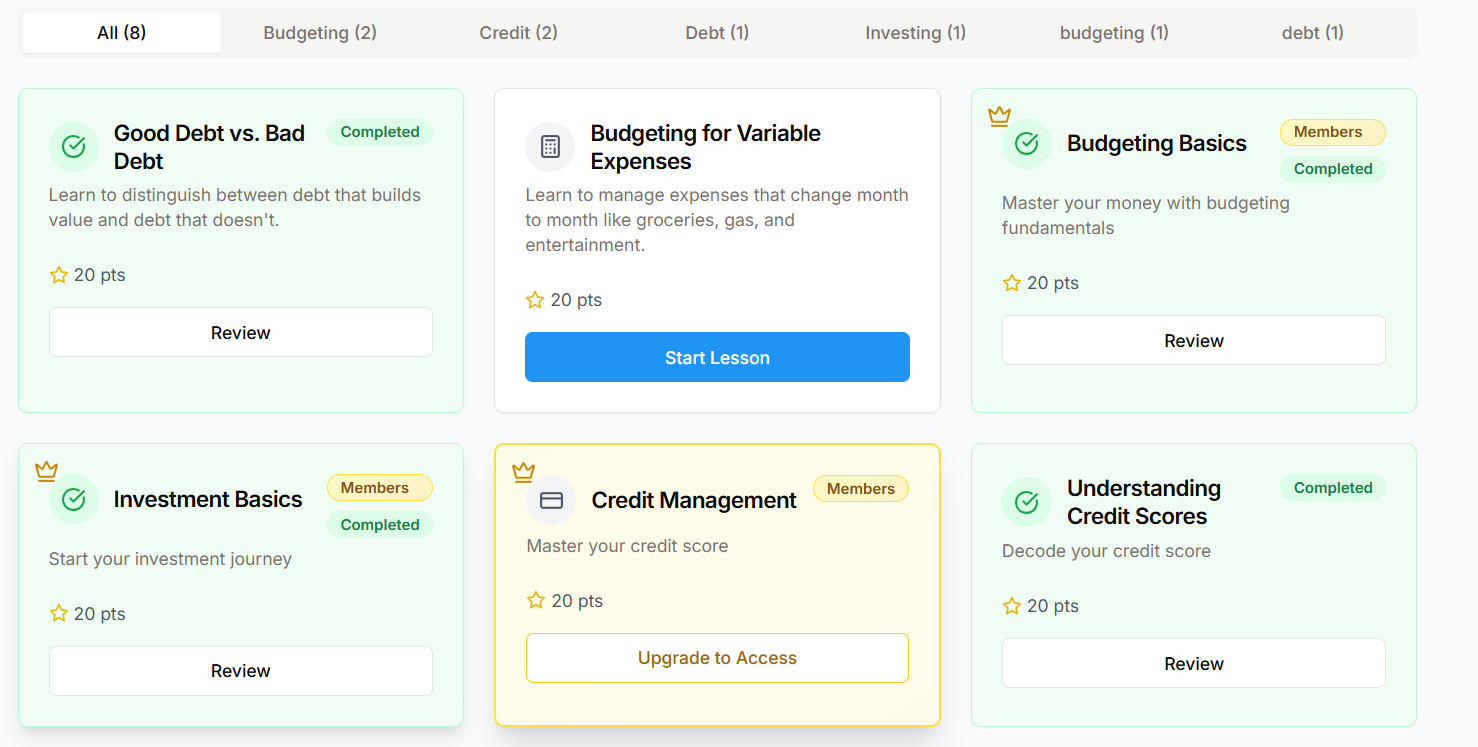 All (8)
Budgeting (2)
Credit (2)
Debt (1)
Investing (1)
budgeting (1)
debt (1)
Good Debt vs. Bad
Debt
Completed
Learn to distinguish between debt that builds
value and debt that doesn't.
20 pts
Review
Budgeting for Variable
Expenses
Learn to manage expenses that change month
to month like groceries, gas, and
entertainment.
20 pts
Start Lesson
Budgeting Basics
Members
Completed
Master your money with budgeting
fundamentals
20 pts
Review
Investment Basics
Members
Completed
Start your investment journey
20 pts
Review
Credit Management
Members
Master your credit score
20 pts
Upgrade to Access
Understanding
Credit Scores
Completed
Decode your credit score
20 pts
Review